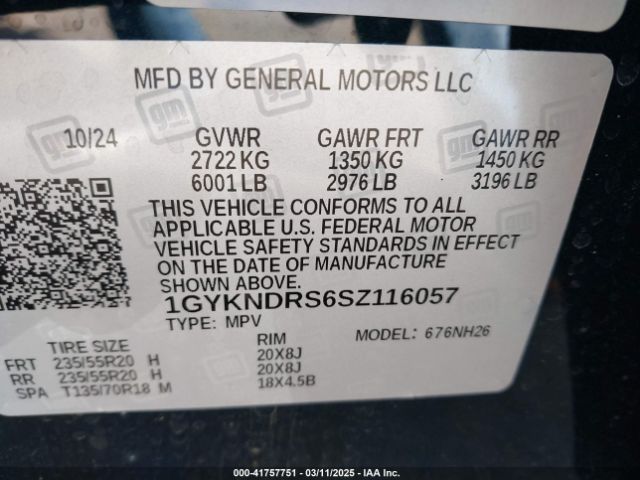 MFD BY GENERAL MOTORS LLC
10/24 GVWR GAWR FRT GAWR RR
2722 KG 1350 KG 1450 KG
6001 LB 2976 LB 3196 LB
THIS VEHICLE CONFORMS TO ALL
APPLICABLE U.S. FEDERAL MOTOR
VEHICLE SAFETY STANDARDS IN EFFECT
ON THE DATE OF MANUFACTURE
SHOWN ABOVE.
1GYKNDRS6SZ116057
TYPE: MPV MODEL: 676NH26
TIRE SIZE RIM
FRT 235/55R20 H 20X8J
RR 235/55R20 H 20X8J
SPA T135/70R18 M 18X4.5B
gm
000-41757751 - 03/11/2025 - IAA Inc.